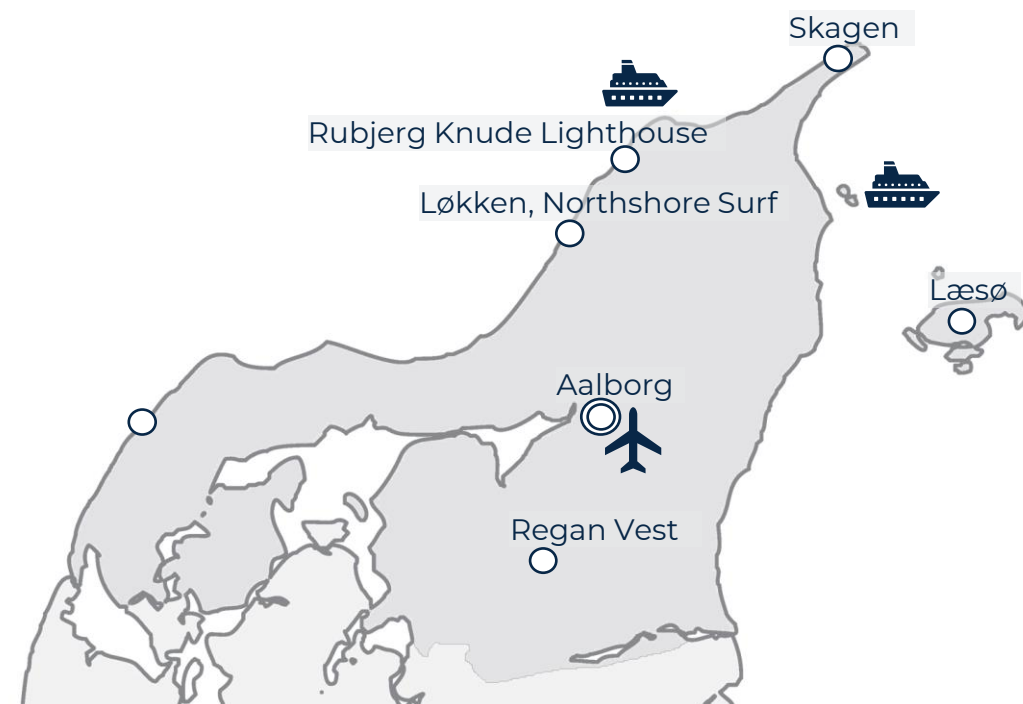 Skagen
Rubjerg Knude Lighthouse
Løkken, Northshore Surf
Læsø
Aalborg
Regan Vest